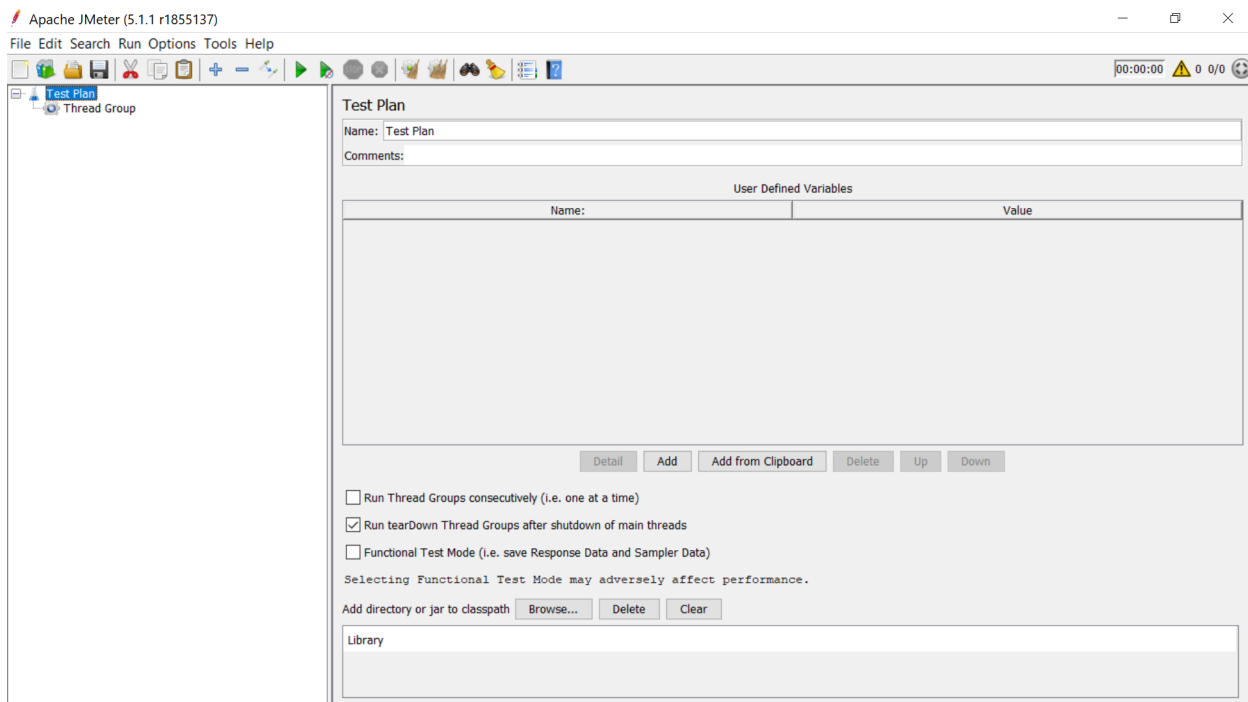 Apache JMeter (5.1.1 r1855137)
File Edit Search Run Options Tools Help
00:00:00 0 0/0
Test Plan
Thread Group
Test Plan
Name: Test Plan
Comments:
User Defined Variables
Name: Value
Detail Add Add from Clipboard Delete Up Down
Run Thread Groups consecutively (i.e. one at a time)
Run tearDown Thread Groups after shutdown of main threads
Functional Test Mode (i.e. save Response Data and Sampler Data)
Selecting Functional Test Mode may adversely affect performance.
Add directory or jar to classpath Browse... Delete Clear
Library